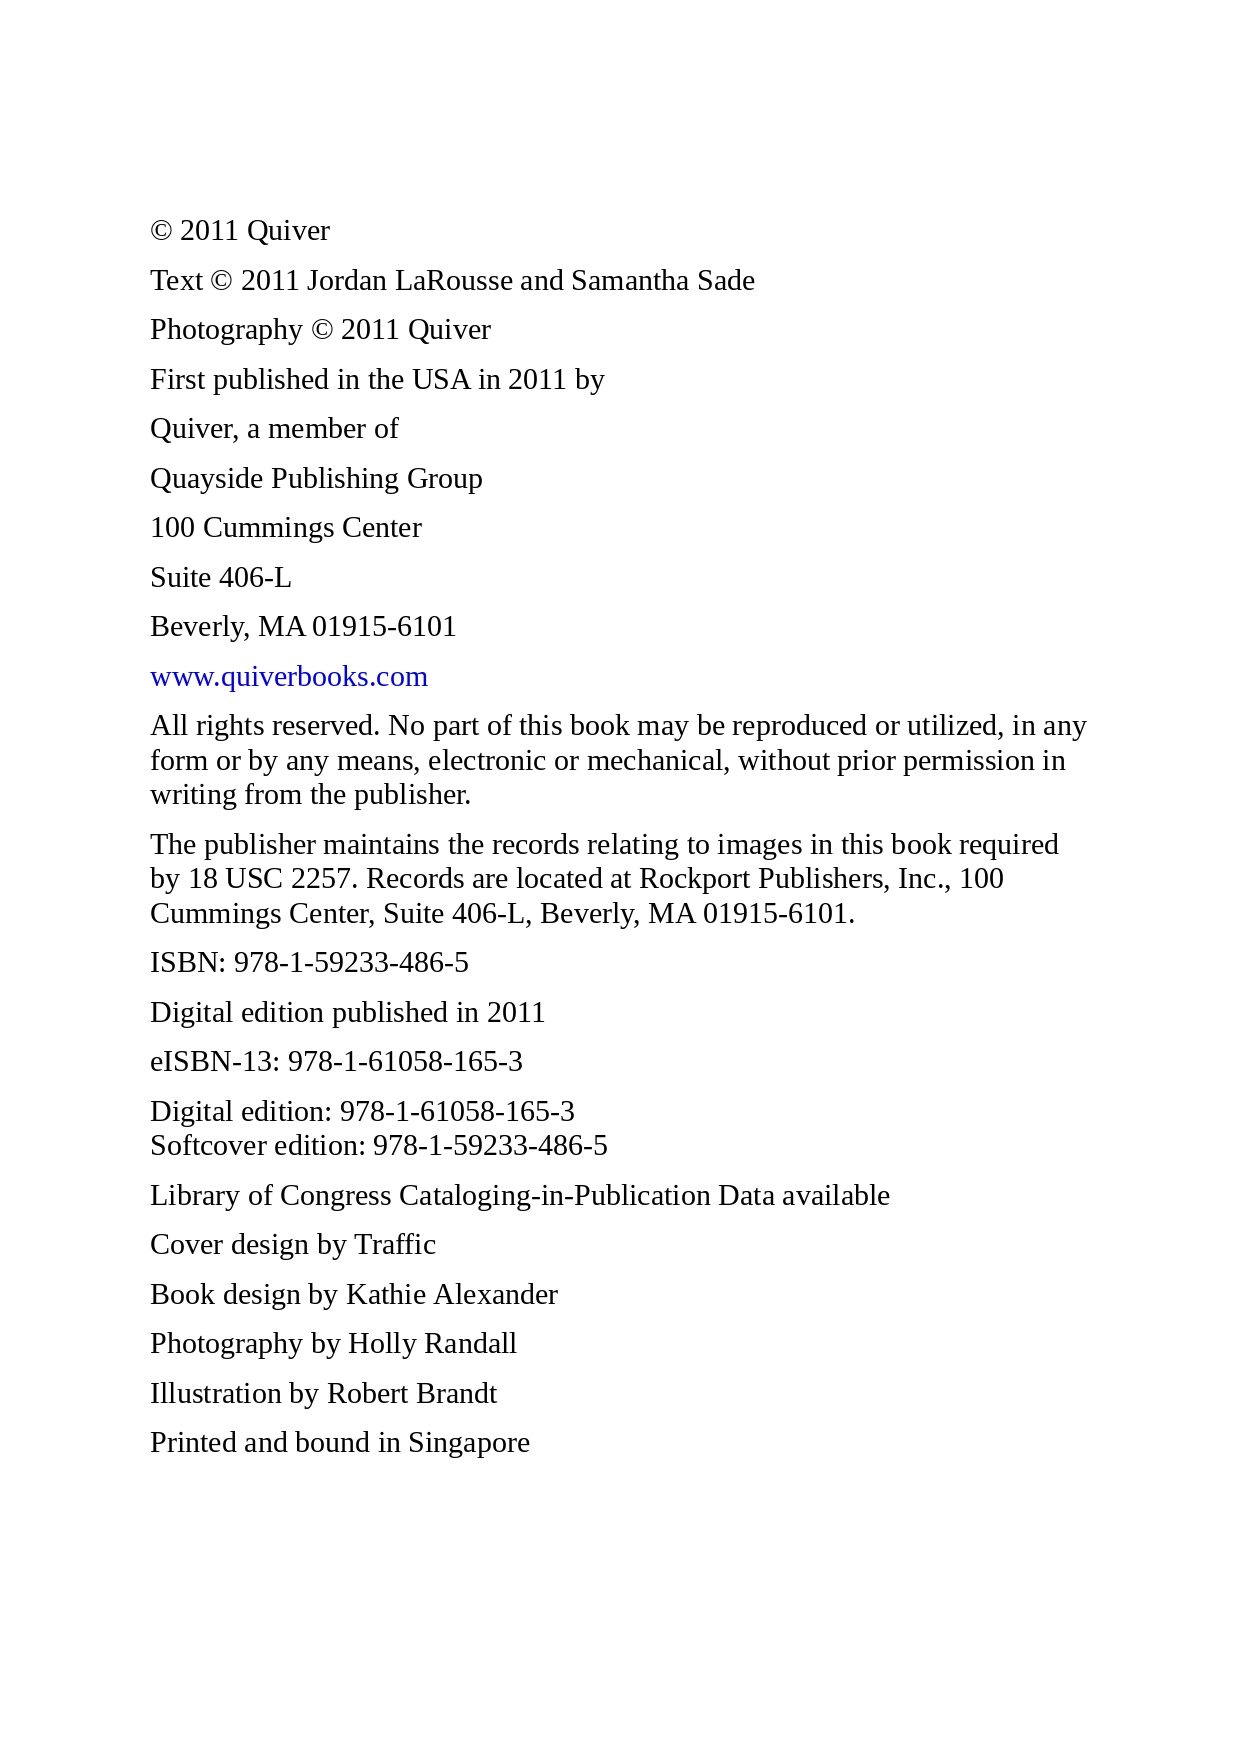 © 2011 Quiver
Text © 2011 Jordan LaRousse and Samantha Sade
Photography © 2011 Quiver
First published in the USA in 2011 by
Quiver, a member of
Quayside Publishing Group
100 Cummings Center
Suite 406-L
Beverly, MA 01915-6101
www.quiverbooks.com
All rights reserved. No part of this book may be reproduced or utilized, in any
form or by any means, electronic or mechanical, without prior permission in
writing from the publisher.
The publisher maintains the records relating to images in this book required
by 18 USC 2257. Records are located at Rockport Publishers, Inc., 100
Cummings Center, Suite 406-L, Beverly, MA 01915-6101.
ISBN: 978-1-59233-486-5
Digital edition published in 2011
eISBN-13: 978-1-61058-165-3
Digital edition: 978-1-61058-165-3
Softcover edition: 978-1-59233-486-5
Library of Congress Cataloging-in-Publication Data available
Cover design by Traffic
Book design by Kathie Alexander
Photography by Holly Randall
Illustration by Robert Brandt
Printed and bound in Singapore